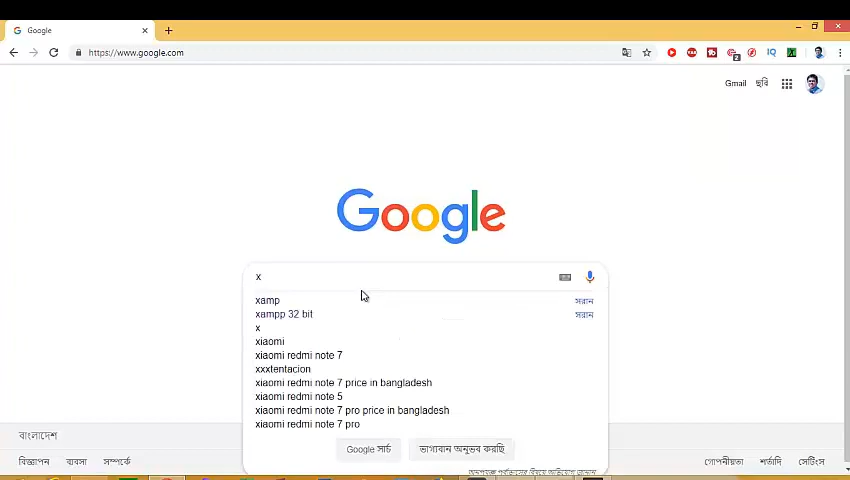 Google
https://www.google.com
IQ
2
Gmail ছবি
Google
x
xamp সরান
xampp 32 bit সরান
x
xiaomi
xiaomi redmi note 7
xxxtentacion
xiaomi redmi note 7 price in bangladesh
xiaomi redmi note 5
xiaomi redmi note 7 pro price in bangladesh
xiaomi redmi note 7 pro
Google সার্চ ভাগ্যবান অনুভব করছি
বাংলাদেশ
বিজ্ঞাপন ব্যবসা সম্পর্কে গোপনীয়তা শর্তাদি সেটিংস